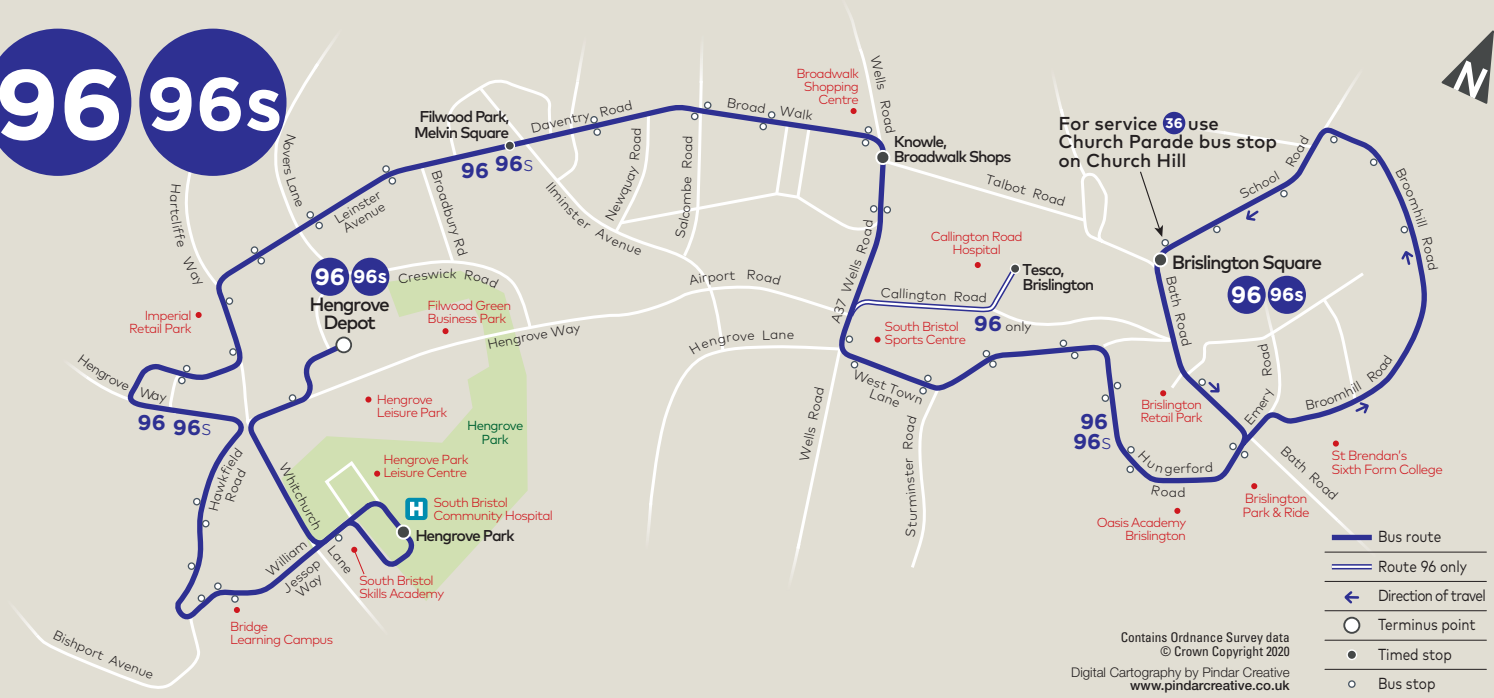 96 96s
N
Novers Lane
Hartcliffe Way
Filwood Park,
Melvin Square
96 96S
Daventry Road
Broad Walk
Broadwalk
Shopping
Centre
Wells Road
Knowle,
Broadwalk Shops
For service 36 use
Church Parade bus stop
on Church Hill
School Road
Broomhill Road
Talbot Road
Leinster
Avenue
Broadbury Rd
Ilminster Avenue
Newquay Road
Salcombe Road
96 96s
Hengrove
Depot
Creswick Road
Filwood Green
Business Park
Imperial
Retail Park
Airport Road
A37 Wells Road
Callington Road
Hospital
Tesco,
Brislington
Callington Road
96 only
South Bristol
Sports Centre
Brislington Square
96 96s
Bath Road
Hengrove Way
Hengrove Lane
Hengrove Way
96 96S
West Town
Lane
Wells Road
Sturminster Road
96
96S
Brislington
Retail Park
Emery Road
Broomhill Road
Hengrove
Leisure Park
Hengrove
Park
Hengrove Park
Leisure Centre
Hungerford
Road
Bath Road
St Brendan's
Sixth Form College
Brislington
Park & Ride
Oasis Academy
Brislington
Hawkfield
Road
Whitchurch
Lane
H
South Bristol
Community Hospital
Hengrove Park
William
Jessop
Way
South Bristol
Skills Academy
Bridge
Learning Campus
Bishport Avenue
Bus route
Route 96 only
Direction of travel
Terminus point
Timed stop
Bus stop
Contains Ordnance Survey data
© Crown Copyright 2020
Digital Cartography by Pindar Creative
www.pindarcreative.co.uk